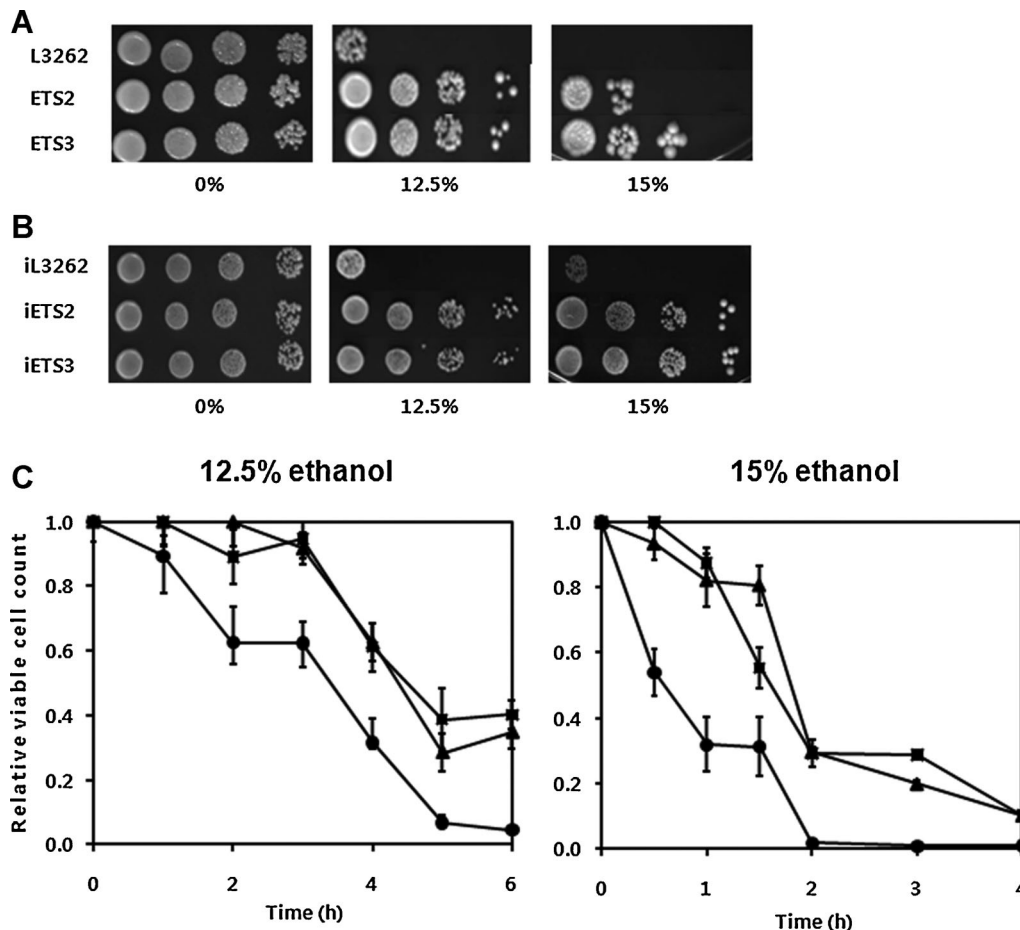 A
L3262
ETS2
ETS3
0% 12.5% 15%
B
iL3262
iETS2
iETS3
0% 12.5% 15%
C
12.5% ethanol 15% ethanol
Relative viable cell count
1.0
0.8
0.6
0.4
0.2
0.0
0 2 4 6
Time (h)
1.0
0.8
0.6
0.4
0.2
0.0
0 1 2 3 4
Time (h)